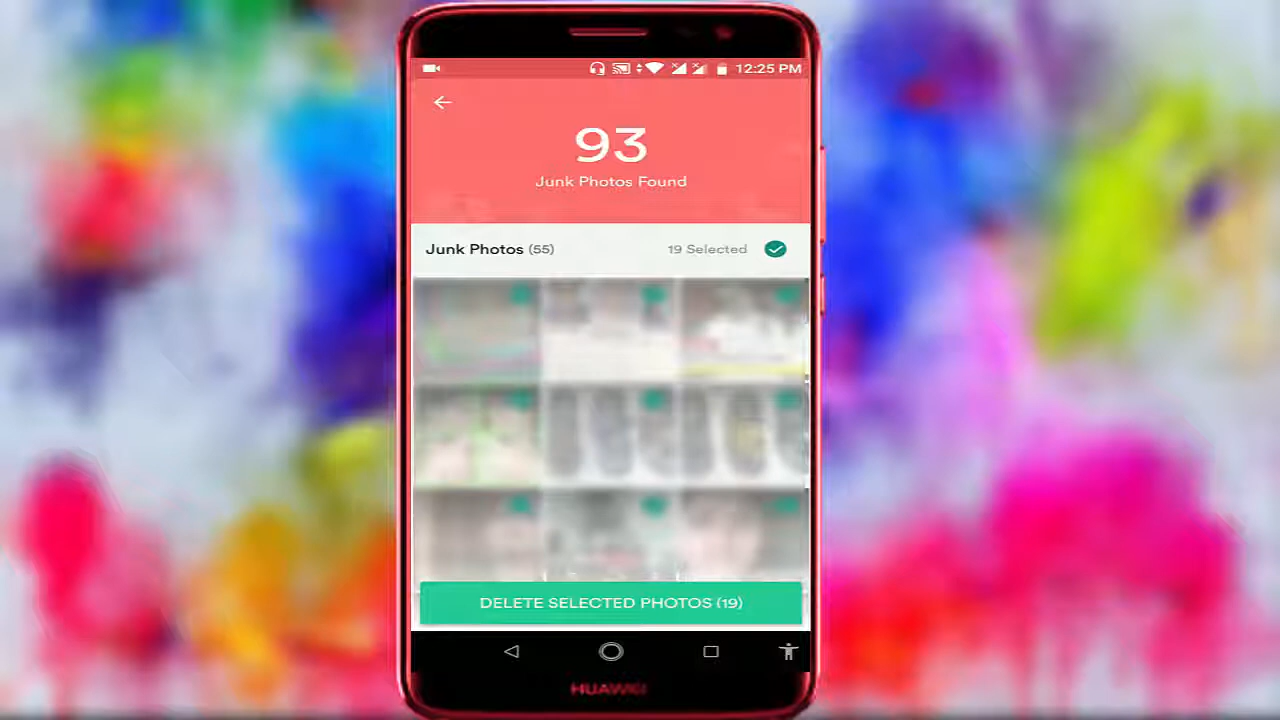 12:25 PM
93
Junk Photos Found
Junk Photos (55) 19 Selected
DELETE SELECTED PHOTOS (19)
HUAWEI